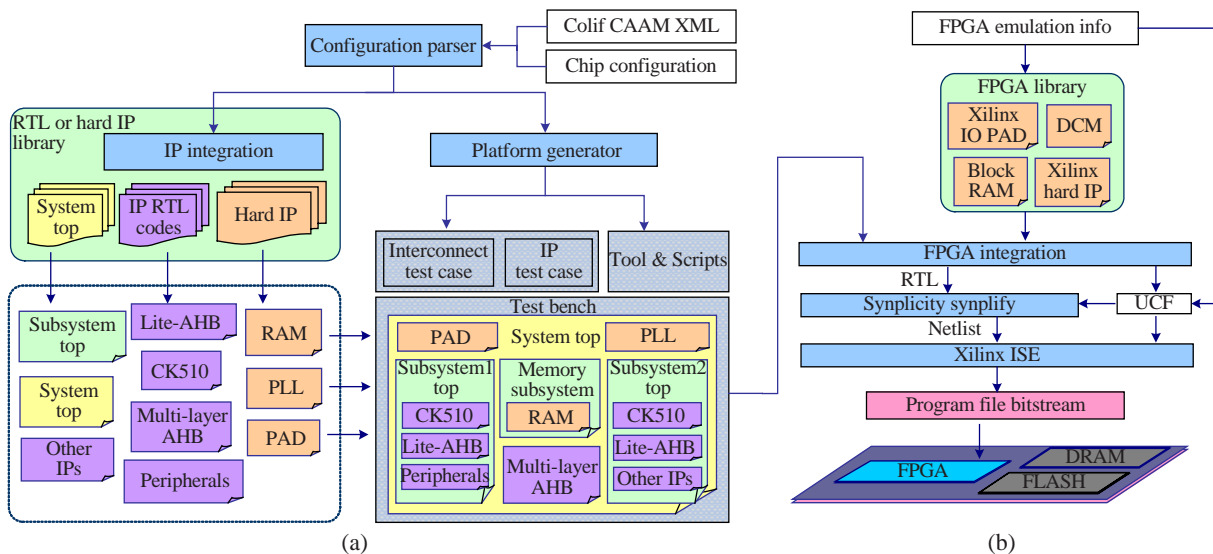 Colif CAAM XML
Configuration parser
Chip configuration
RTL or hard IP
library
IP integration
Platform generator
System
top
IP RTL
codes
Hard IP
Interconnect
test case
IP
test case
Tool & Scripts
Subsystem
top
Lite-AHB
RAM
CK510
System
top
PLL
Multi-layer
AHB
PAD
Other
IPs
Peripherals
Test bench
PAD
System top
PLL
Subsystem1
top
Memory
subsystem
Subsystem2
top
CK510
RAM
CK510
Lite-AHB
Lite-AHB
Peripherals
Multi-layer
AHB
Other IPs
(a)
FPGA emulation info
FPGA library
Xilinx
IO PAD
DCM
Block
RAM
Xilinx
hard IP
FPGA integration
RTL
Synplicity synplify
UCF
Netlist
Xilinx ISE
Program file bitstream
DRAM
FPGA
FLASH
(b)